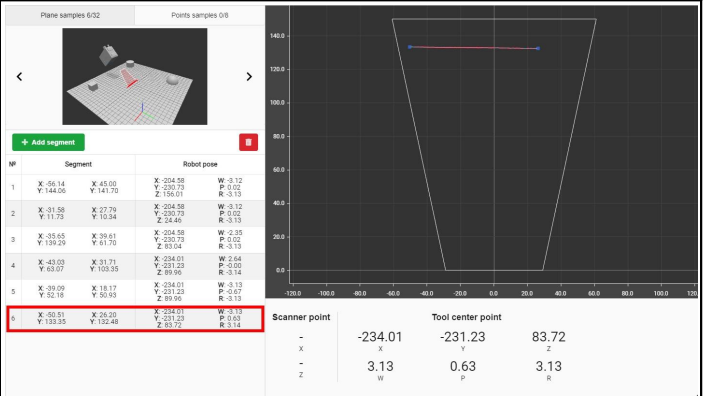 Plane samples 6/32
Points samples 0/8
+ Add segment
Nº Segment Robot pose
1 X: -56.14 X: 45.00 X: -204.58 W: -3.12
Y: 144.06 Y: 141.70 Y: -230.73 P: 0.02
Z: 156.01 R: -3.13
2 X: -31.58 X: 27.79 X: -204.58 W: -3.12
Y: 11.73 Y: 10.34 Y: -230.73 P: 0.02
Z: 24.46 R: -3.13
3 X: -35.65 X: 39.61 X: -204.58 W: -2.35
Y: 139.29 Y: 61.70 Y: -230.73 P: 0.02
Z: 83.04 R: -3.13
4 X: -43.03 X: 31.71 X: -234.01 W: 2.64
Y: 63.07 Y: 103.35 Y: -231.23 P: -0.00
Z: 89.96 R: -3.14
5 X: -39.09 X: 18.17 X: -234.01 W: -3.13
Y: 52.18 Y: 50.93 Y: -231.23 P: -0.67
Z: 89.96 R: -3.13
6 X: -50.51 X: 26.20 X: -234.01 W: -3.13
Y: 133.35 Y: 132.48 Y: -231.23 P: 0.63
Z: 83.72 R: 3.14
140.0
120.0
100.0
80.0
60.0
40.0
20.0
0.0
-120.0 -100.0 -80.0 -60.0 -40.0 -20.0 0.0 20.0 40.0 60.0 80.0 100.0 120.
Scanner point Tool center point
- -234.01 -231.23 83.72
X X Y Z
- 3.13 0.63 3.13
Z W P R